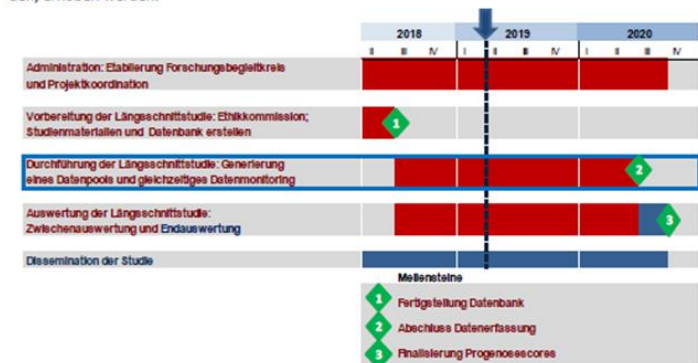 2018 2019 2020
II III IV I II III IV I II III IV
Administration: Etablierung Forschungsbegleitkreis
und Projektkoordination
Vorbereitung der Längsschnittstudie: Ethikkommission;
Studienmaterialien und Datenbank erstellen
1
Durchführung der Längsschnittstudie: Generierung
eines Datenpools und gleichzeitiges Datenmonitoring
2
Auswertung der Längsschnittstudie:
Zwischenauswertung und Endauswertung
3
Dissemination der Studie
Meilensteine
1 Fertigstellung Datenbank
2 Abschluss Datenerfassung
3 Finalisierung Progenosescores